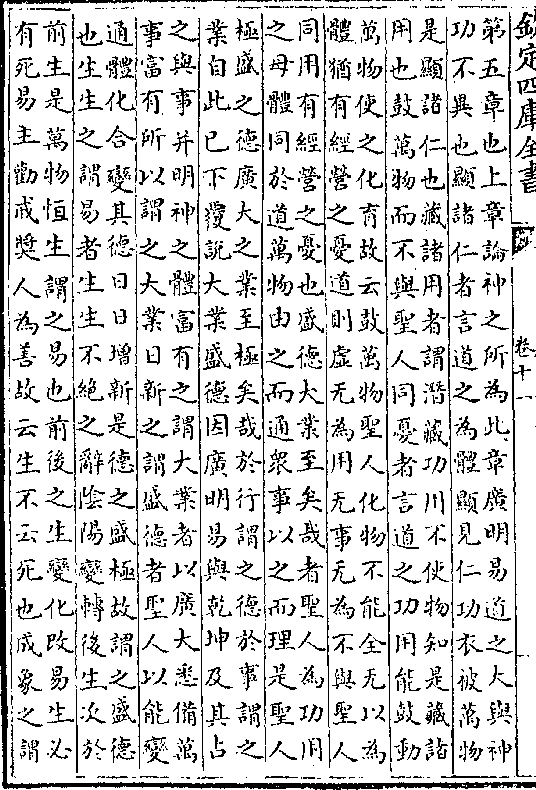 欽定四庫全書
卷十一
第五章也上章論神之所為此章廣明易道之大與神
功不異也顯諸仁者言道之為體顯見仁功衣被萬物
是顯諸仁也藏諸用者謂潛藏功用不使物知是藏諸
用也鼓萬物而不與聖人同憂者言道之功用能鼓動
萬物使之化育故云鼓萬物聖人化物不能全无以為
體猶有經營之憂道則虛无為用无事无為不與聖人
同用有經營之憂也盛德大業至矣哉者聖人為功用
之母體同於道萬物由之而通衆事以之而理是聖人
極盛之德廣大之業至極矣哉於行謂之德於事謂之
業自此已下覆說大業盛德因廣明易與乾坤及其占
之與事并明神之體富有之謂大業者以廣大悉備萬
事富有所以謂之大業日新之謂盛德者聖人以能變
通體化合變其德日日增新是德之盛極故謂之盛德
也生生之謂易者生生不絕之辭陰陽變轉後生次於
前生是萬物恒生謂之易也前後之生變化改易生必
有死易主勸戒奬人為善故云生不云死也成象之謂